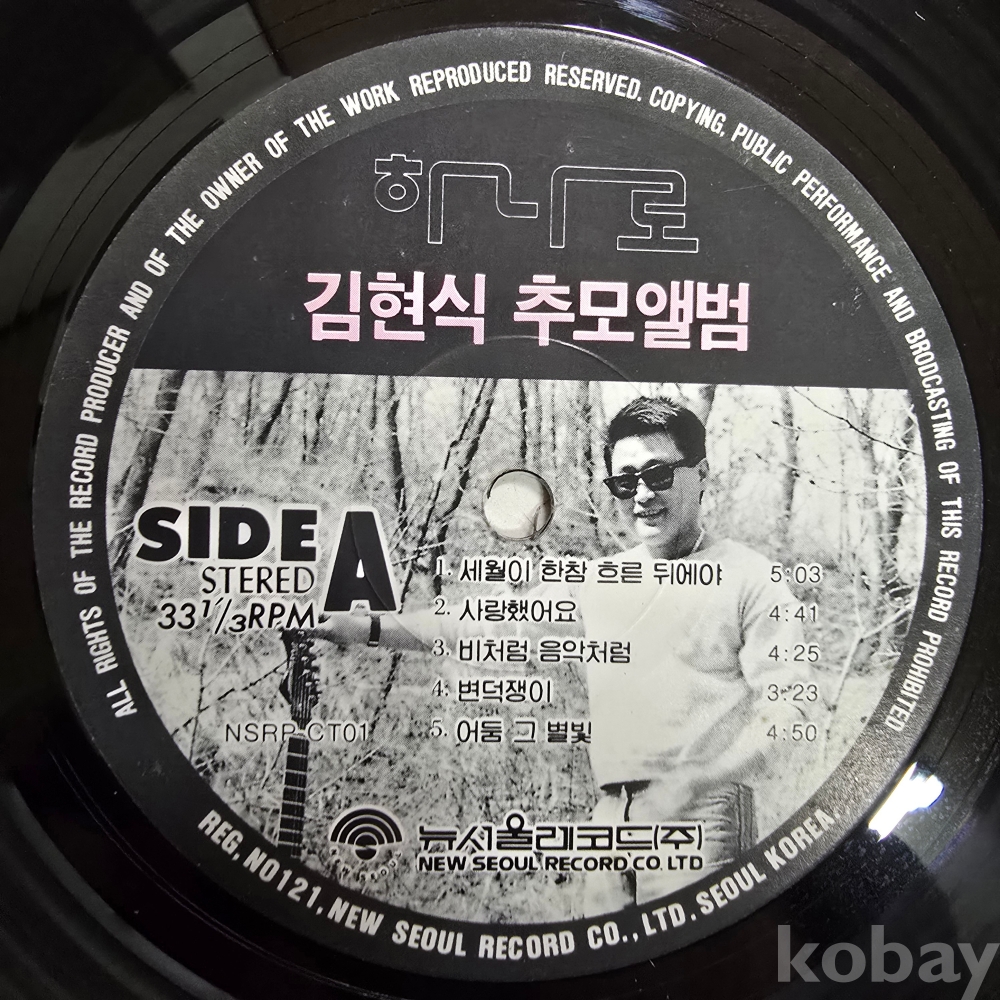 ALL RIGHTS OF THE RECORD PRODUCER AND OF THE OWNER OF THE WORK REPRODUCED RESERVED. COPYING, PUBLIC PERFORMANCE AND BRODCASTING OF THIS RECORD PROHIBITED
하나로
김현식 추모앨범
SIDE A
STERED
33 1/3 RPM
1. 세월이 한참 흐른 뒤에야 5:03
2. 사랑했어요 4:41
3. 비처럼 음악처럼 4:25
4. 변덕쟁이 3:23
5. 어둠 그 별빛 4:50
NSRP-CT01
뉴서울레코드(주)
NEW SEOUL RECORD CO. LTD
REG, NO121, NEW SEOUL RECORD CO., LTD. SEOUL KOREA.
kobay